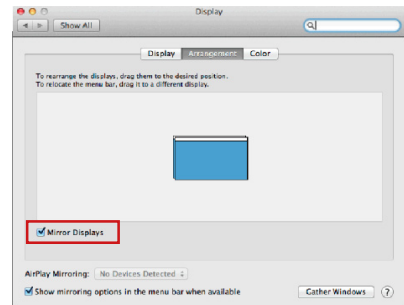 Display
Show All
Display Arrangement Color
To rearrange the displays, drag them to the desired position.
To relocate the menu bar, drag it to a different display.
Mirror Displays
AirPlay Mirroring: No Devices Detected
Show mirroring options in the menu bar when available
Gather Windows ?